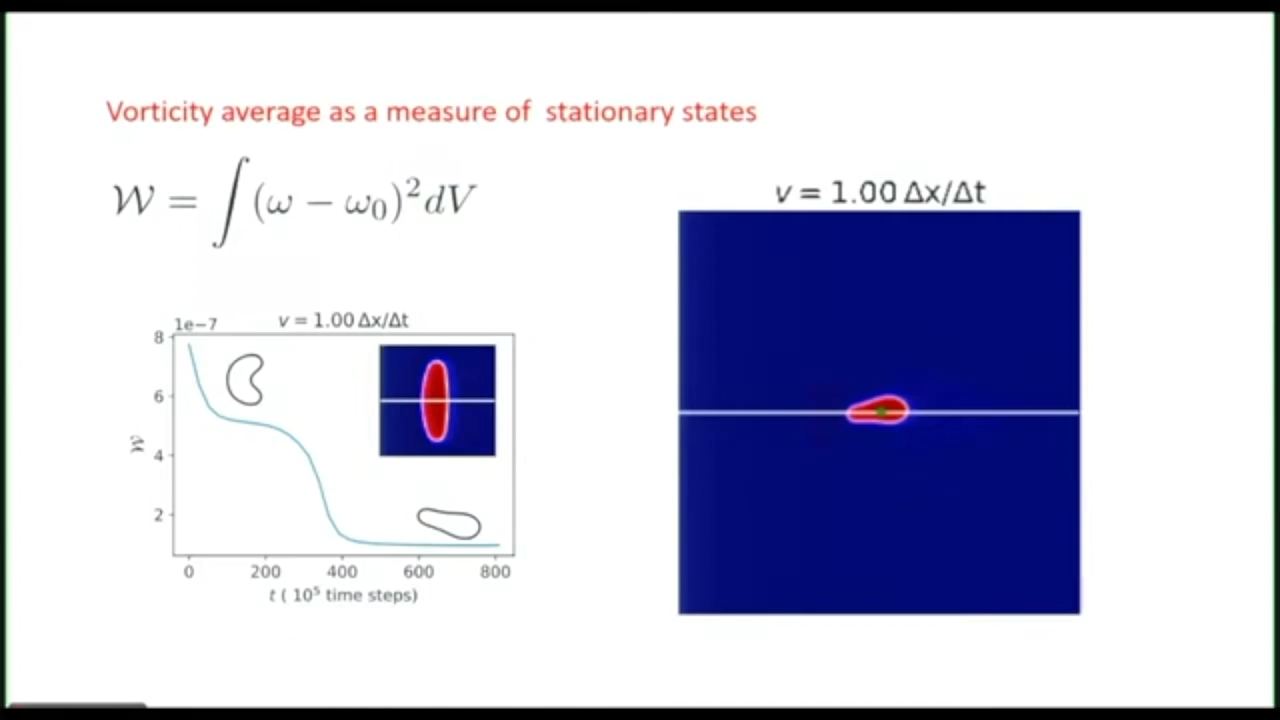 Vorticity average as a measure of stationary states
𝒲 = ∫(ω − ω₀)²dV
v = 1.00 Δx/Δt
1e−7
v = 1.00 Δx/Δt
8
6
4
2
𝒲
0 200 400 600 800
t ( 10⁵ time steps)